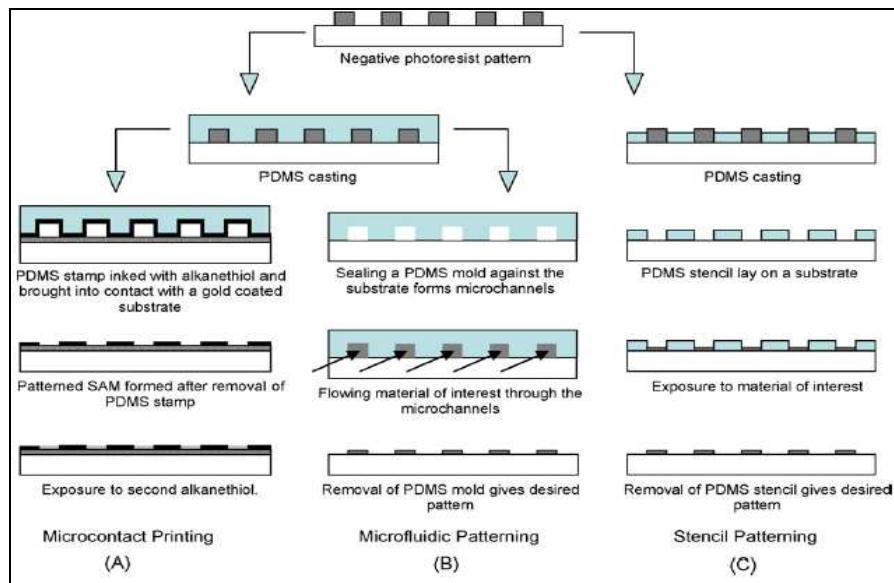 Negative photoresist pattern
PDMS casting
PDMS casting
PDMS stamp inked with alkanethiol and
brought into contact with a gold coated
substrate
Patterned SAM formed after removal of
PDMS stamp
Exposure to second alkanethiol.
Microcontact Printing
(A)
Sealing a PDMS mold against the
substrate forms microchannels
Flowing material of interest through the
microchannels
Removal of PDMS mold gives desired
pattern
Microfluidic Patterning
(B)
PDMS stencil lay on a substrate
Exposure to material of interest
Removal of PDMS stencil gives desired
pattern
Stencil Patterning
(C)